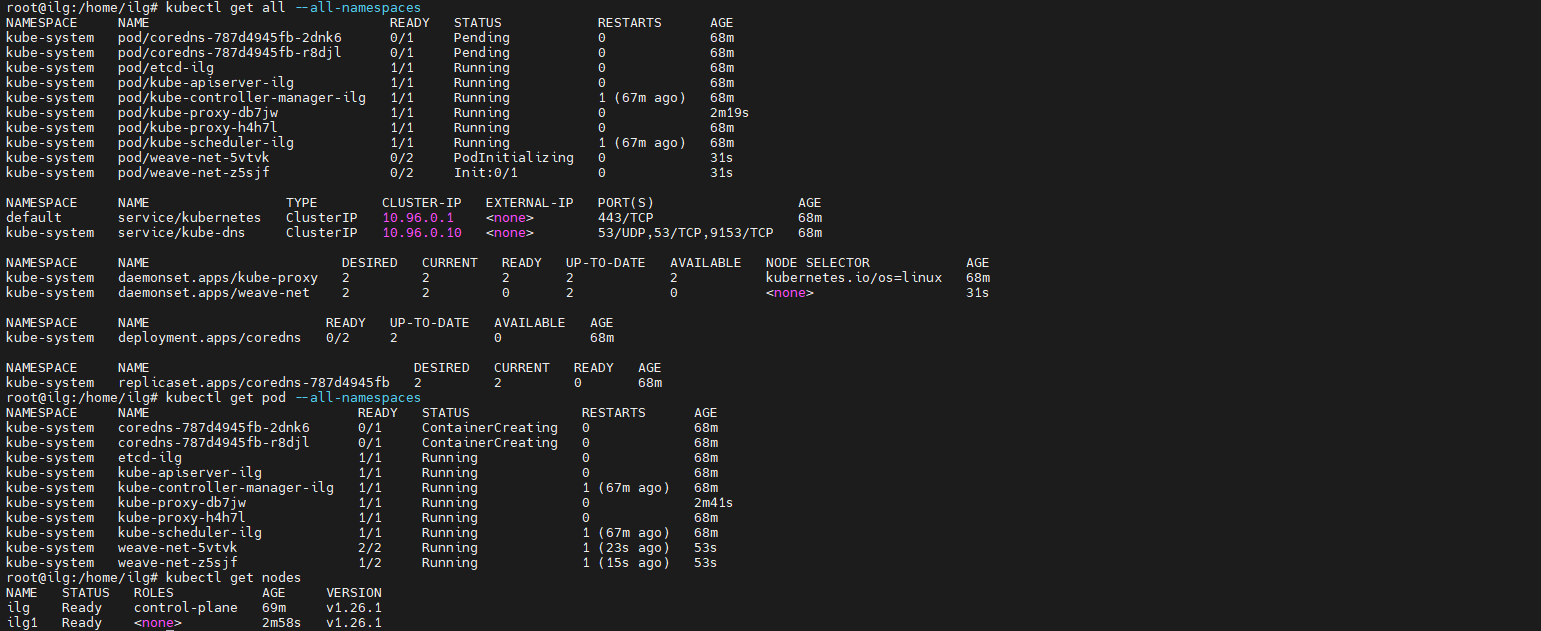 root@ilg:/home/ilg# kubectl get all --all-namespaces
NAMESPACE     NAME                              READY   STATUS            RESTARTS      AGE
kube-system   pod/coredns-787d4945fb-2dnk6      0/1     Pending           0             68m
kube-system   pod/coredns-787d4945fb-r8djl      0/1     Pending           0             68m
kube-system   pod/etcd-ilg                      1/1     Running           0             68m
kube-system   pod/kube-apiserver-ilg            1/1     Running           0             68m
kube-system   pod/kube-controller-manager-ilg   1/1     Running           1 (67m ago)   68m
kube-system   pod/kube-proxy-db7jw              1/1     Running           0             2m19s
kube-system   pod/kube-proxy-h4h7l              1/1     Running           0             68m
kube-system   pod/kube-scheduler-ilg            1/1     Running           1 (67m ago)   68m
kube-system   pod/weave-net-5vtvk               0/2     PodInitializing   0             31s
kube-system   pod/weave-net-z5sjf               0/2     Init:0/1          0             31s
NAMESPACE     NAME                 TYPE        CLUSTER-IP   EXTERNAL-IP   PORT(S)                  AGE
default       service/kubernetes   ClusterIP   10.96.0.1    <none>        443/TCP                  68m
kube-system   service/kube-dns     ClusterIP   10.96.0.10   <none>        53/UDP,53/TCP,9153/TCP   68m
NAMESPACE     NAME                        DESIRED   CURRENT   READY   UP-TO-DATE   AVAILABLE   NODE SELECTOR            AGE
kube-system   daemonset.apps/kube-proxy   2         2         2       2            2           kubernetes.io/os=linux   68m
kube-system   daemonset.apps/weave-net    2         2         0       2            0           <none>                   31s
NAMESPACE     NAME                      READY   UP-TO-DATE   AVAILABLE   AGE
kube-system   deployment.apps/coredns   0/2     2            0           68m
NAMESPACE     NAME                                 DESIRED   CURRENT   READY   AGE
kube-system   replicaset.apps/coredns-787d4945fb   2         2         0       68m
root@ilg:/home/ilg# kubectl get pod --all-namespaces
NAMESPACE     NAME                          READY   STATUS              RESTARTS      AGE
kube-system   coredns-787d4945fb-2dnk6      0/1     ContainerCreating   0             68m
kube-system   coredns-787d4945fb-r8djl      0/1     ContainerCreating   0             68m
kube-system   etcd-ilg                      1/1     Running             0             68m
kube-system   kube-apiserver-ilg            1/1     Running             0             68m
kube-system   kube-controller-manager-ilg   1/1     Running             1 (67m ago)   68m
kube-system   kube-proxy-db7jw              1/1     Running             0             2m41s
kube-system   kube-proxy-h4h7l              1/1     Running             0             68m
kube-system   kube-scheduler-ilg            1/1     Running             1 (67m ago)   68m
kube-system   weave-net-5vtvk               2/2     Running             1 (23s ago)   53s
kube-system   weave-net-z5sjf               1/2     Running             1 (15s ago)   53s
root@ilg:/home/ilg# kubectl get nodes
NAME   STATUS   ROLES           AGE     VERSION
ilg    Ready    control-plane   69m     v1.26.1
ilg1   Ready    <none>          2m58s   v1.26.1